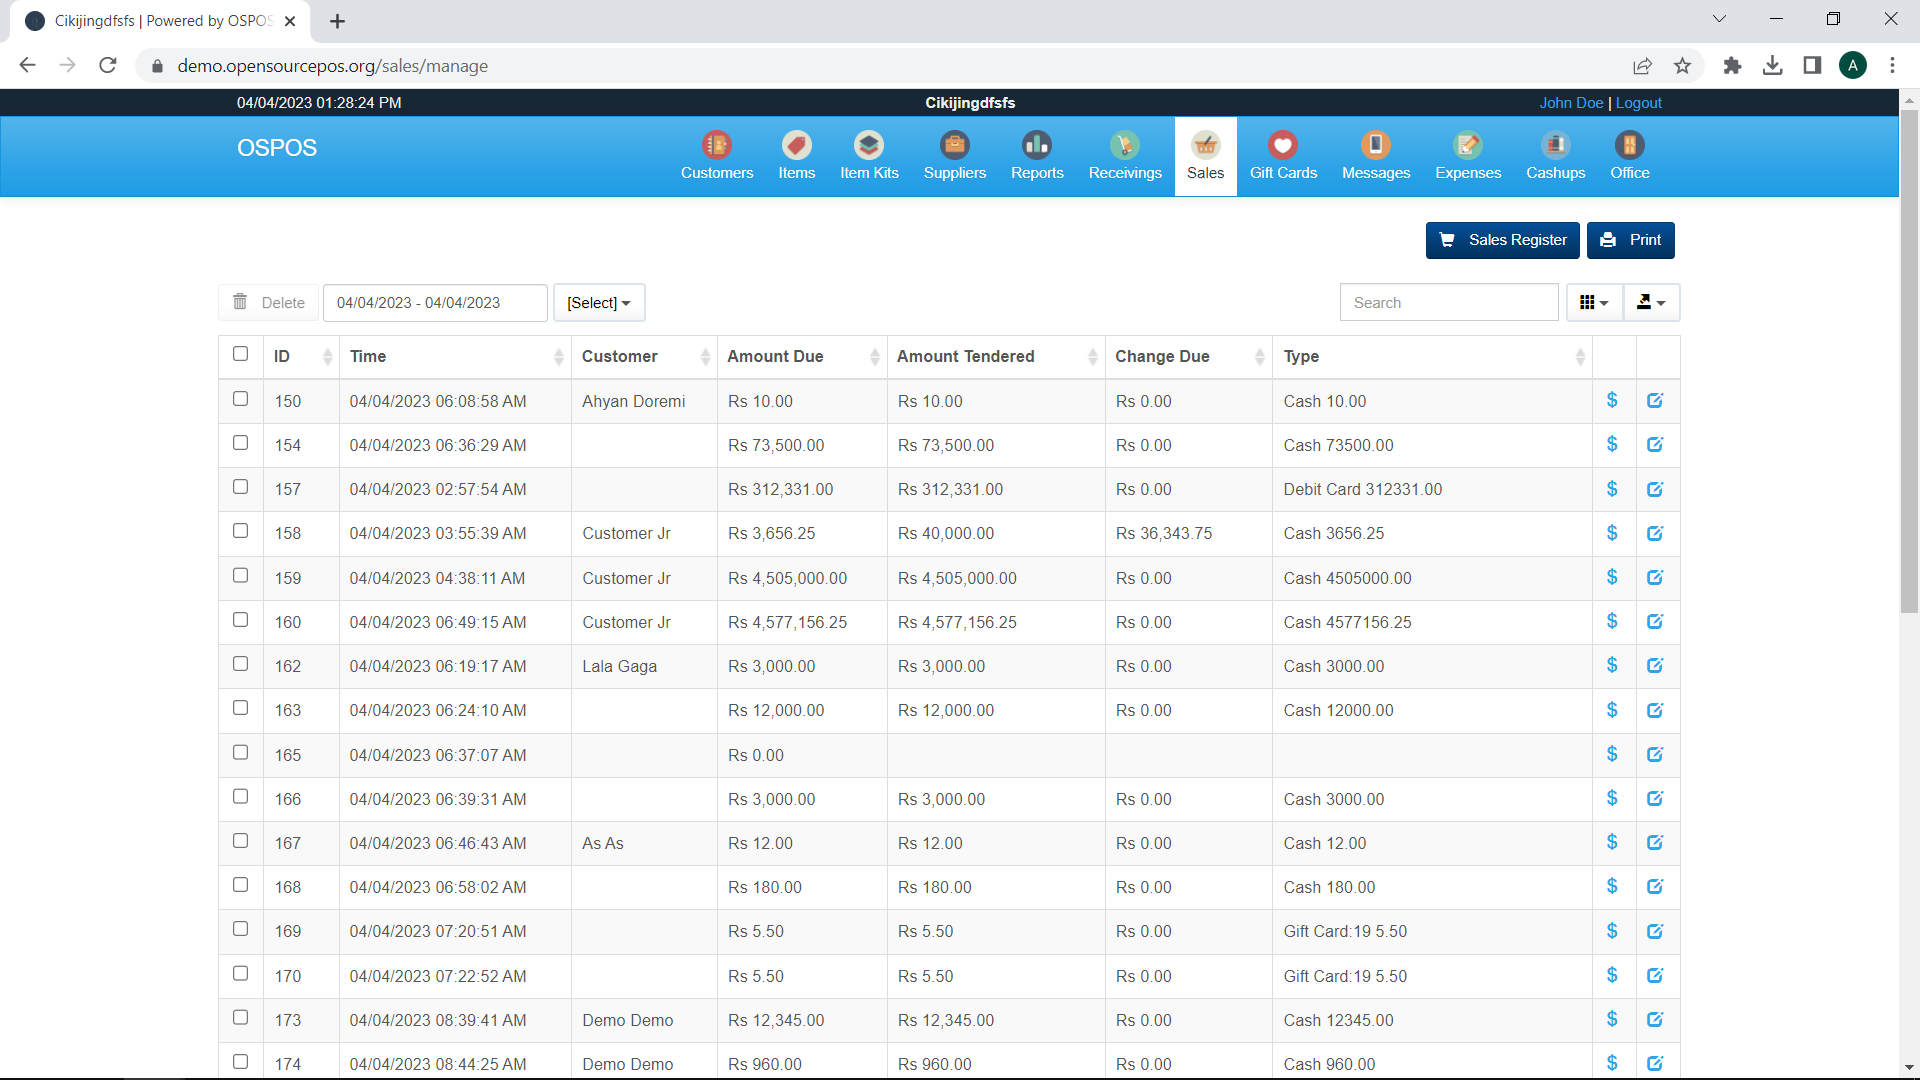 Cikijingdfsfs | Powered by OSPOS
demo.opensourcepos.org/sales/manage
A
04/04/2023 01:28:24 PM
Cikijingdfsfs
John Doe | Logout
OSPOS
Customers
Items
Item Kits
Suppliers
Reports
Receivings
Sales
Gift Cards
Messages
Expenses
Cashups
Office
Sales Register
Print
Delete
04/04/2023 - 04/04/2023
[Select]
Search
ID Time Customer Amount Due Amount Tendered Change Due Type
150 04/04/2023 06:08:58 AM Ahyan Doremi Rs 10.00 Rs 10.00 Rs 0.00 Cash 10.00 $
154 04/04/2023 06:36:29 AM Rs 73,500.00 Rs 73,500.00 Rs 0.00 Cash 73500.00 $
157 04/04/2023 02:57:54 AM Rs 312,331.00 Rs 312,331.00 Rs 0.00 Debit Card 312331.00 $
158 04/04/2023 03:55:39 AM Customer Jr Rs 3,656.25 Rs 40,000.00 Rs 36,343.75 Cash 3656.25 $
159 04/04/2023 04:38:11 AM Customer Jr Rs 4,505,000.00 Rs 4,505,000.00 Rs 0.00 Cash 4505000.00 $
160 04/04/2023 06:49:15 AM Customer Jr Rs 4,577,156.25 Rs 4,577,156.25 Rs 0.00 Cash 4577156.25 $
162 04/04/2023 06:19:17 AM Lala Gaga Rs 3,000.00 Rs 3,000.00 Rs 0.00 Cash 3000.00 $
163 04/04/2023 06:24:10 AM Rs 12,000.00 Rs 12,000.00 Rs 0.00 Cash 12000.00 $
165 04/04/2023 06:37:07 AM Rs 0.00 $
166 04/04/2023 06:39:31 AM Rs 3,000.00 Rs 3,000.00 Rs 0.00 Cash 3000.00 $
167 04/04/2023 06:46:43 AM As As Rs 12.00 Rs 12.00 Rs 0.00 Cash 12.00 $
168 04/04/2023 06:58:02 AM Rs 180.00 Rs 180.00 Rs 0.00 Cash 180.00 $
169 04/04/2023 07:20:51 AM Rs 5.50 Rs 5.50 Rs 0.00 Gift Card:19 5.50 $
170 04/04/2023 07:22:52 AM Rs 5.50 Rs 5.50 Rs 0.00 Gift Card:19 5.50 $
173 04/04/2023 08:39:41 AM Demo Demo Rs 12,345.00 Rs 12,345.00 Rs 0.00 Cash 12345.00 $
174 04/04/2023 08:44:25 AM Demo Demo Rs 960.00 Rs 960.00 Rs 0.00 Cash 960.00 $